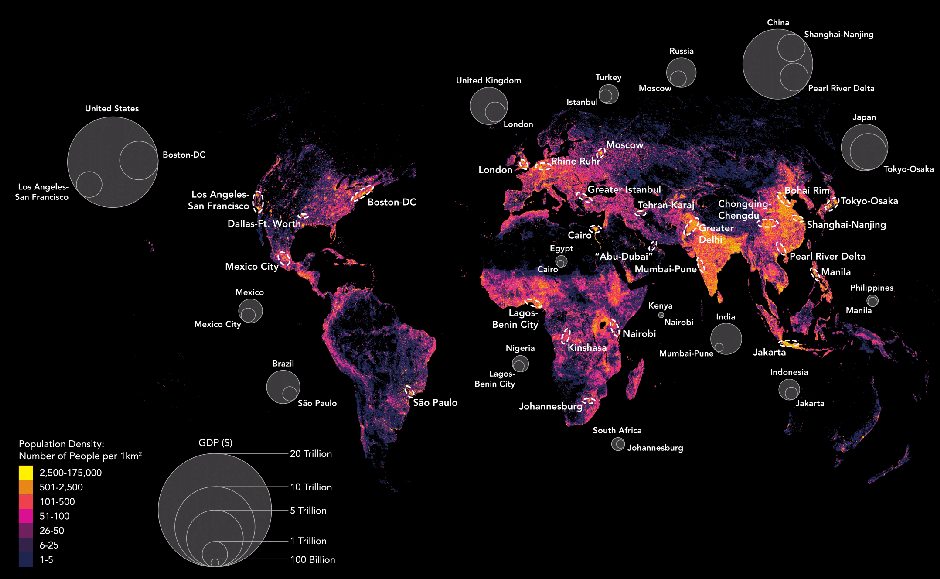 China
Shanghai-Nanjing
Pearl River Delta
Russia
Moscow
Turkey
Istanbul
United Kingdom
London
Japan
Tokyo-Osaka
United States
Boston-DC
Los Angeles-
San Francisco
Los Angeles-
San Francisco
Boston-DC
Dallas-Ft. Worth
Mexico City
Moscow
London
Rhine Ruhr
Greater Istanbul
Tehran-Karaj
Chongqing-
Chengdu
Bohai Rim
Tokyo-Osaka
Shanghai-Nanjing
Greater
Delhi
Cairo
"Abu-Dubai"
Mumbai-Pune
Pearl River Delta
Manila
Egypt
Cairo
Philippines
Manila
Mexico
Mexico City
Lagos-
Benin City
Kinshasa
Nairobi
Kenya
Nairobi
India
Mumbai-Pune
Jakarta
Nigeria
Lagos-
Benin City
Indonesia
Jakarta
Brazil
São Paulo
São Paulo
Johannesburg
South Africa
Johannesburg
Population Density:
Number of People per 1km²
2,500-175,000
501-2,500
101-500
51-100
26-50
6-25
1-5
GDP ($)
20 Trillion
10 Trillion
5 Trillion
1 Trillion
100 Billion